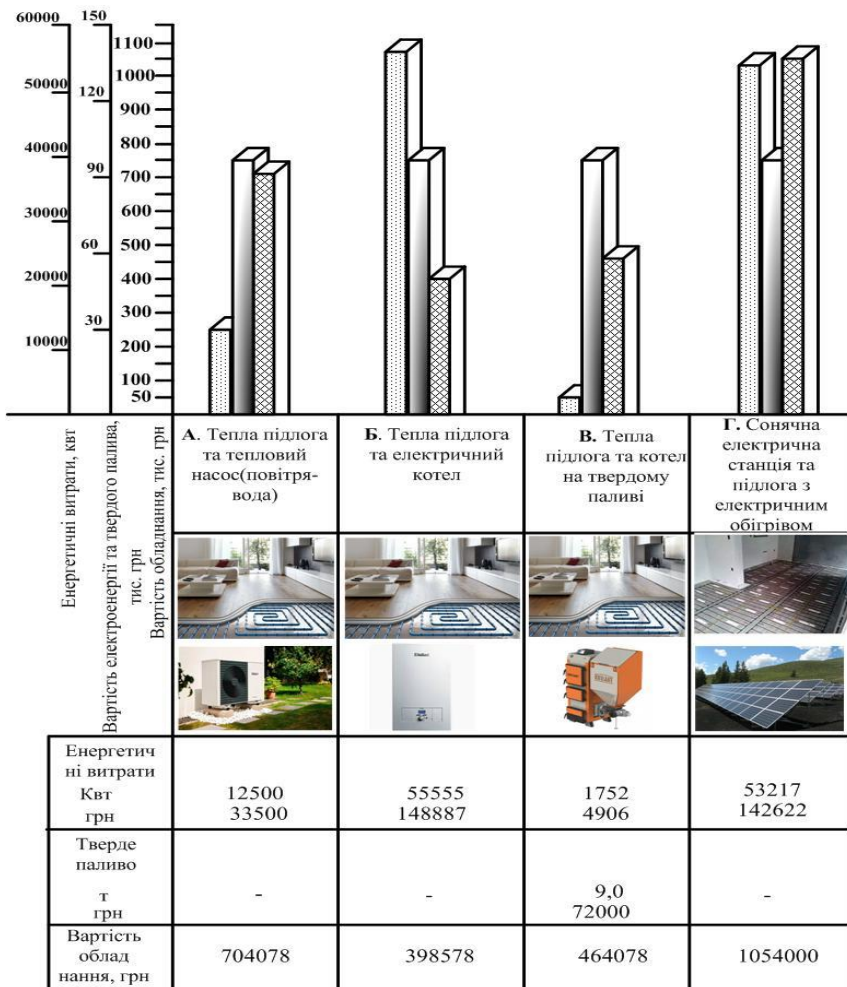 60000
50000
40000
30000
20000
10000
150
120
90
60
30
1100
1000
900
800
700
600
500
400
300
200
100
50
Енергетичні витрати, квт
Вартість електроенергії та твердого палива,
тис. грн
Вартість обладнання, тис. грн
А. Тепла підлога
та тепловий
насос(повітря-
вода)
Б. Тепла підлога
та електричний
котел
В. Тепла
підлога та котел
на твердому
паливі
Г. Сонячна
електрична
станція та
підлога з
електричним
обігрівом
Енергетич
ні витрати
Квт 12500 55555 1752 53217
грн 33500 148887 4906 142622
Тверде
паливо
т - - 9,0 -
грн 72000
Вартість
облад
нання, грн
704078 398578 464078 1054000